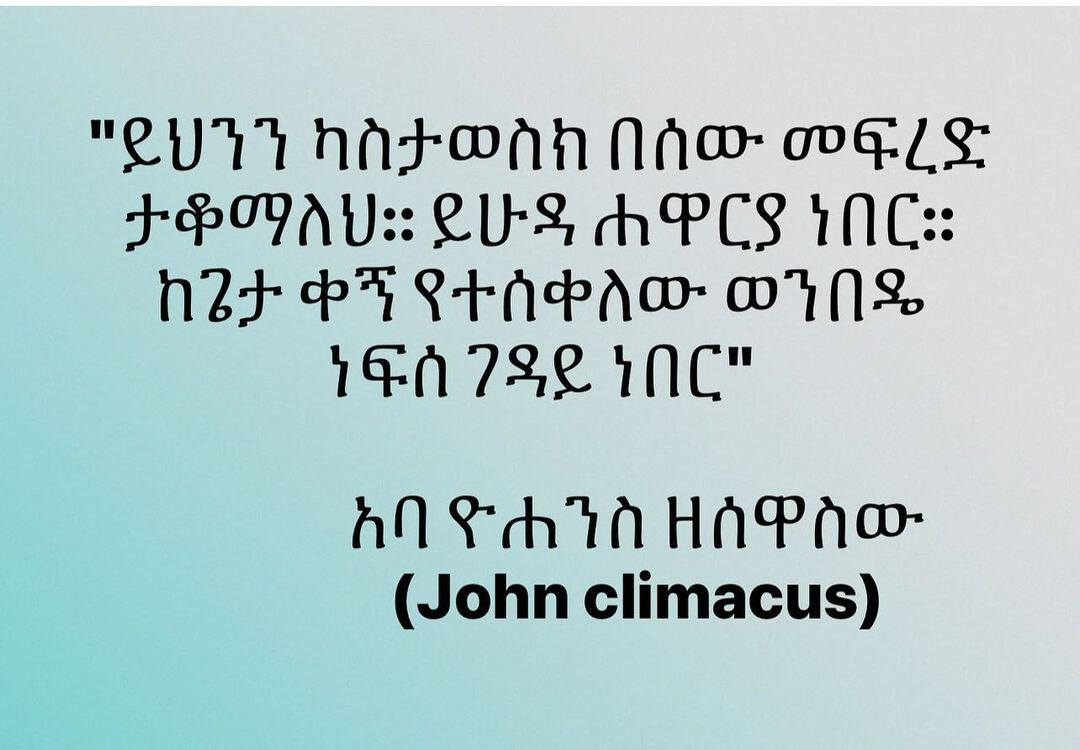 "ይህንን ካስታወስክ በሰው መፍረድ
ታቆማለህ። ይሁዳ ሐዋርያ ነበር።
ከጌታ ቀኝ የተሰቀለው ወንበዴ
ነፍሰ ገዳይ ነበር"
አባ ዮሐንስ ዘሰዋስው
(John climacus)